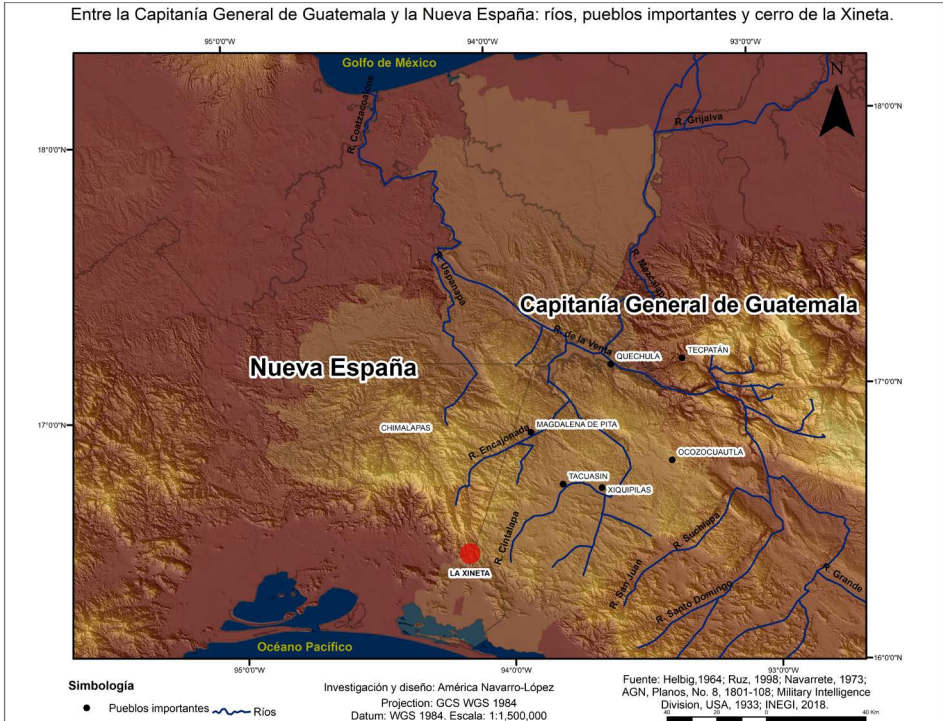 Entre la Capitanía General de Guatemala y la Nueva España: ríos, pueblos importantes y cerro de la Xineta.
95°0'0"W
94°0'0"W
93°0'0"W
Golfo de México
N
R. Coatzacoalcos
R. Grijalva
18°0'0"N
18°0'0"N
R. Uspanapa
R. Mezcalapa
Capitanía General de Guatemala
R. de la Venta
QUECHULA
TECPATÁN
Nueva España
17°0'0"N
CHIMALAPAS
MAGDALENA DE PITA
17°0'0"N
R. Encajonada
OCOZOCUAUTLA
TACUASIN
XIQUIPILAS
R. Cintalapa
R. Suchiapa
LA XINETA
R. San Juan
R. Santo Domingo
R. Grande
Océano Pacífico
16°0'0"N
95°0'0"W
94°0'0"W
93°0'0"W
Simbología
Pueblos importantes
Ríos
Investigación y diseño: América Navarro-López
Projection: GCS WGS 1984
Datum: WGS 1984. Escala: 1:1,500,000
Fuente: Helbig,1964; Ruz, 1998; Navarrete, 1973;
AGN, Planos, No. 8, 1801-108; Military Intelligence
Division, USA, 1933; INEGI, 2018.
40 20 0 40 Km